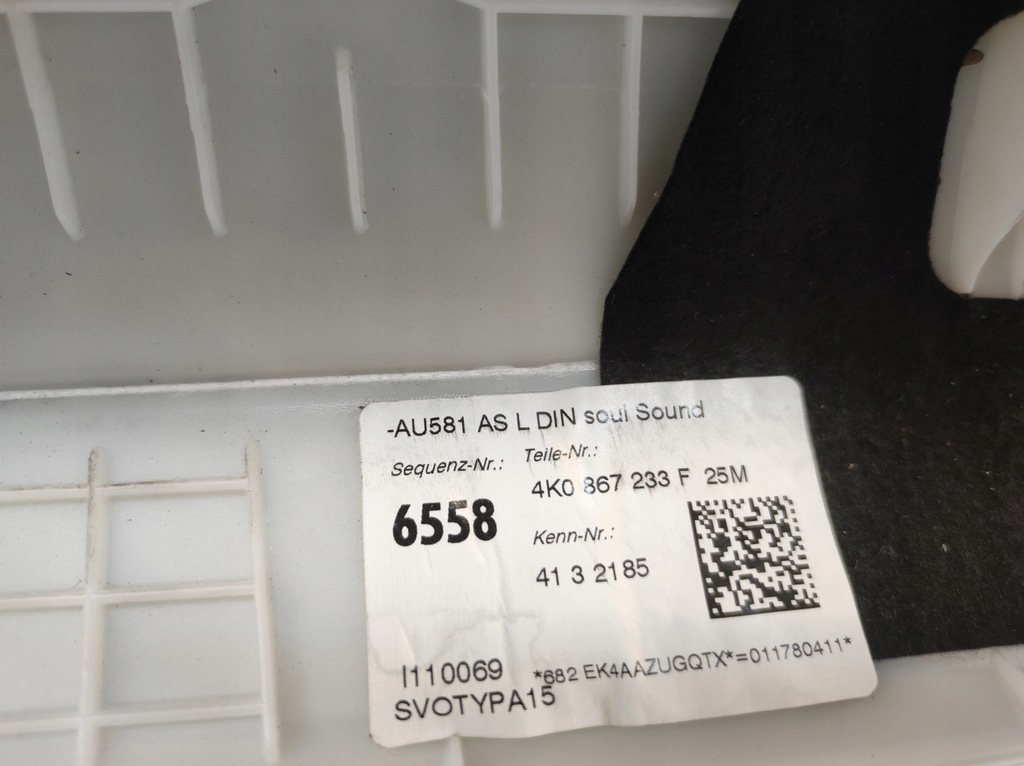 -AU581 AS L DIN soul Sound
Sequenz-Nr.: Teile-Nr.:
4K0 867 233 F 25M
6558
Kenn-Nr.:
41 3 2185
I110069 *682 EK4AAZUGQTX*=011780411*
SVOTYPA15